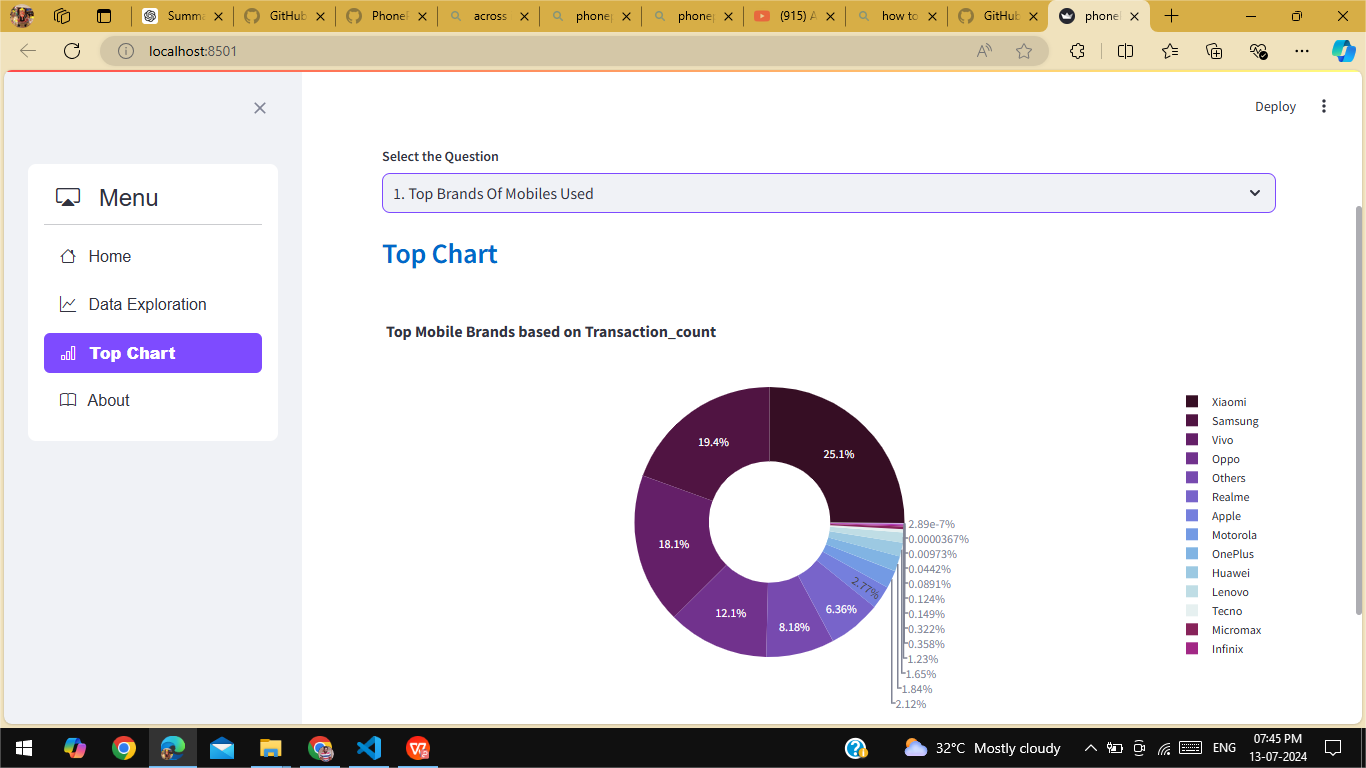 Summa
GitHub
PhoneP
across
phonep
phonep
(915) A
how to
GitHub
phoneP
localhost:8501
Deploy
Menu
Home
Data Exploration
Top Chart
About
Select the Question
1. Top Brands Of Mobiles Used
Top Chart
Top Mobile Brands based on Transaction_count
25.1%
19.4%
18.1%
12.1%
8.18%
6.36%
2.77%
2.89e-7%
0.0000367%
0.00973%
0.0442%
0.0891%
0.124%
0.149%
0.322%
0.358%
1.23%
1.65%
1.84%
2.12%
Xiaomi
Samsung
Vivo
Oppo
Others
Realme
Apple
Motorola
OnePlus
Huawei
Lenovo
Tecno
Micromax
Infinix
32°C Mostly cloudy
ENG
07:45 PM
13-07-2024